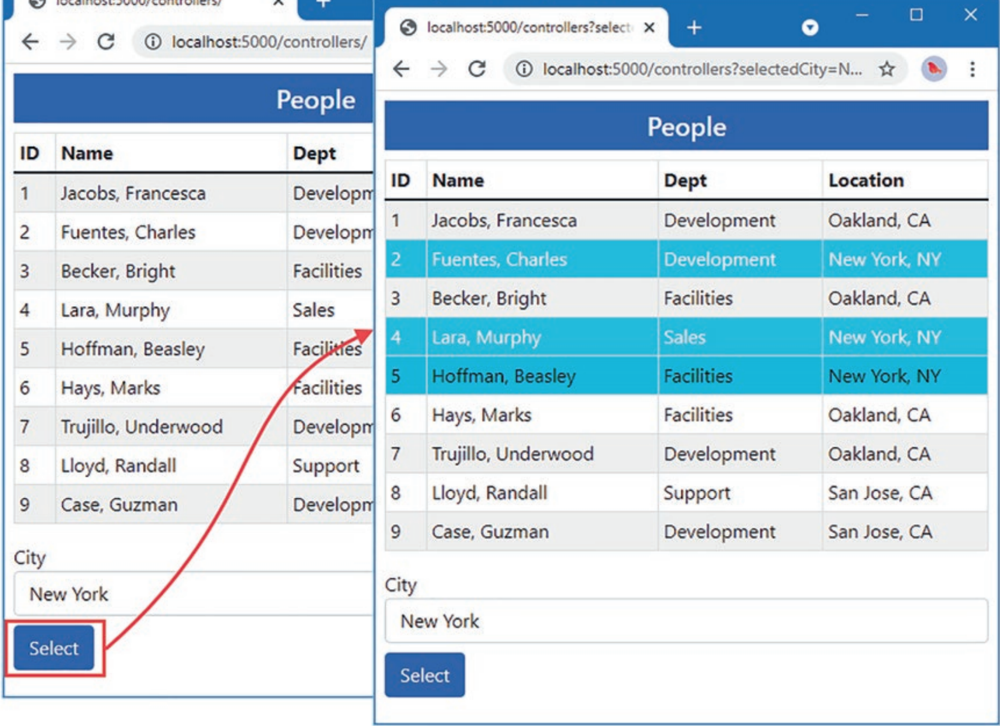 localhost:5000/controllers/
localhost:5000/controllers/
People
ID Name Dept
1 Jacobs, Francesca Developm
2 Fuentes, Charles Developm
3 Becker, Bright Facilities
4 Lara, Murphy Sales
5 Hoffman, Beasley Facilities
6 Hays, Marks Facilities
7 Trujillo, Underwood Developm
8 Lloyd, Randall Support
9 Case, Guzman Developm
City
New York
Select
localhost:5000/controllers?select
localhost:5000/controllers?selectedCity=N...
People
ID Name Dept Location
1 Jacobs, Francesca Development Oakland, CA
2 Fuentes, Charles Development New York, NY
3 Becker, Bright Facilities Oakland, CA
4 Lara, Murphy Sales New York, NY
5 Hoffman, Beasley Facilities New York, NY
6 Hays, Marks Facilities Oakland, CA
7 Trujillo, Underwood Development Oakland, CA
8 Lloyd, Randall Support San Jose, CA
9 Case, Guzman Development San Jose, CA
City
New York
Select